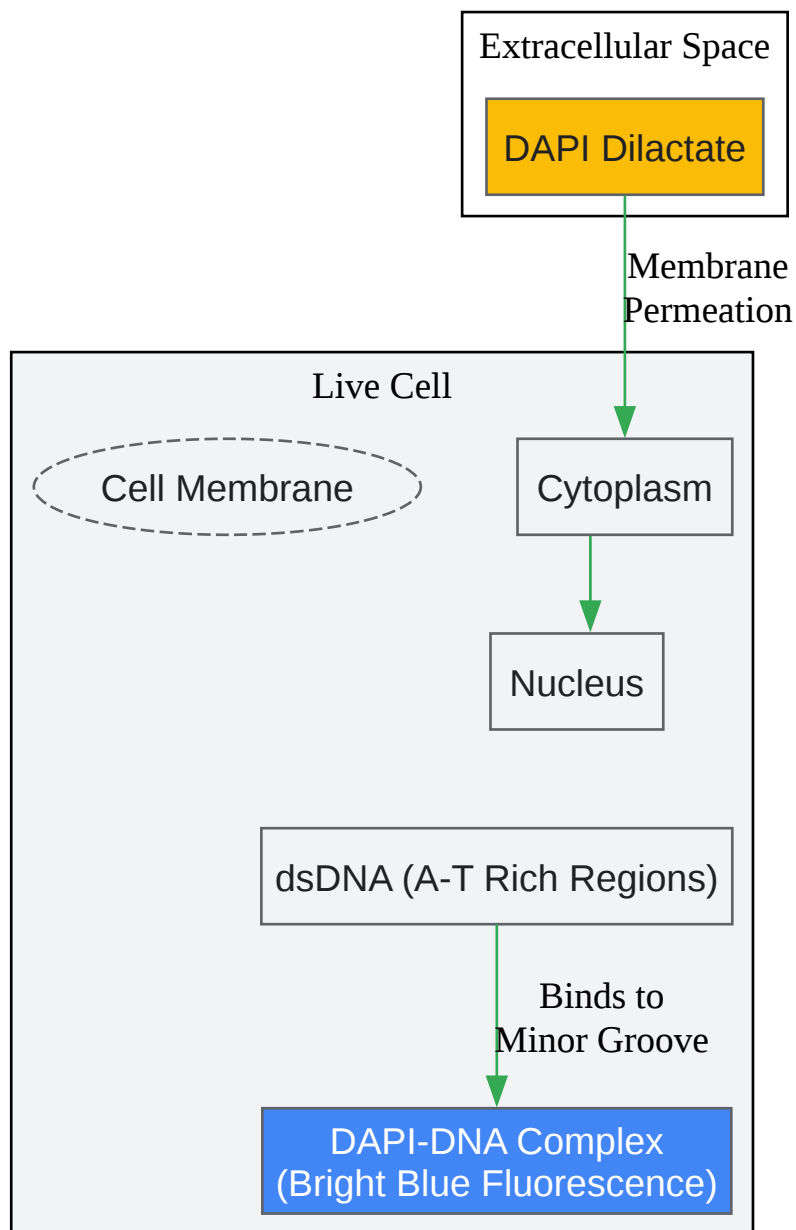 Extracellular Space
DAPI Dilactate
Membrane
Permeation
Live Cell
Cell Membrane
Cytoplasm
Nucleus
dsDNA (A-T Rich Regions)
Binds to
Minor Groove
DAPI-DNA Complex
(Bright Blue Fluorescence)